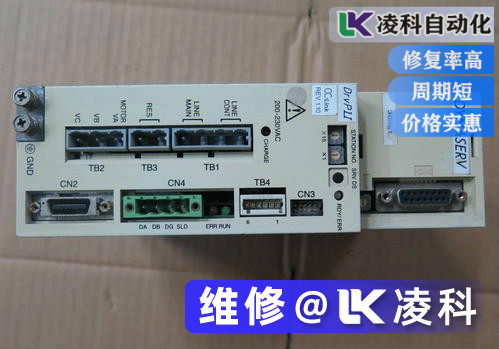 LK 凌科自动化
修复率高
周期短
价格实惠
DrvPLI
CC-Link
REV. 1.10
SERV
200-230VAC
CHARGE
LINE
CONT
LINE
MAIN
RES
MOTOR
VA
VB
VC
TB1
TB3
TB2
GND
X10
X1
STATION NO.
SRV DS
RDY/ERR
CN2
CN4
TB4
CN3
DA DB DG SLD
ERR RUN
6 1
维修@LK凌科